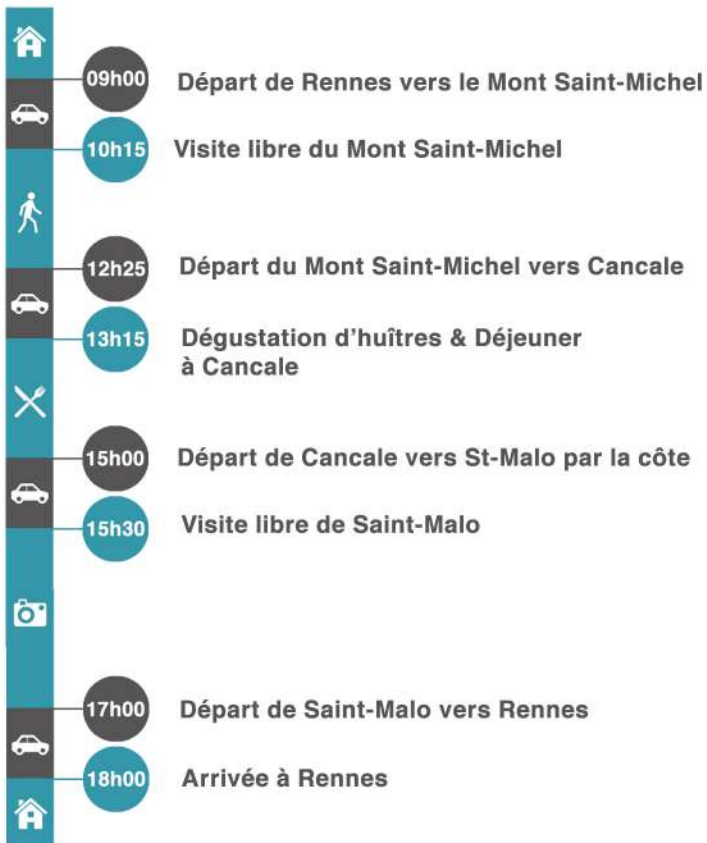 09h00 Départ de Rennes vers le Mont Saint-Michel
10h15 Visite libre du Mont Saint-Michel
12h25 Départ du Mont Saint-Michel vers Cancale
13h15 Dégustation d'huîtres & Déjeuner
à Cancale
15h00 Départ de Cancale vers St-Malo par la côte
15h30 Visite libre de Saint-Malo
17h00 Départ de Saint-Malo vers Rennes
18h00 Arrivée à Rennes